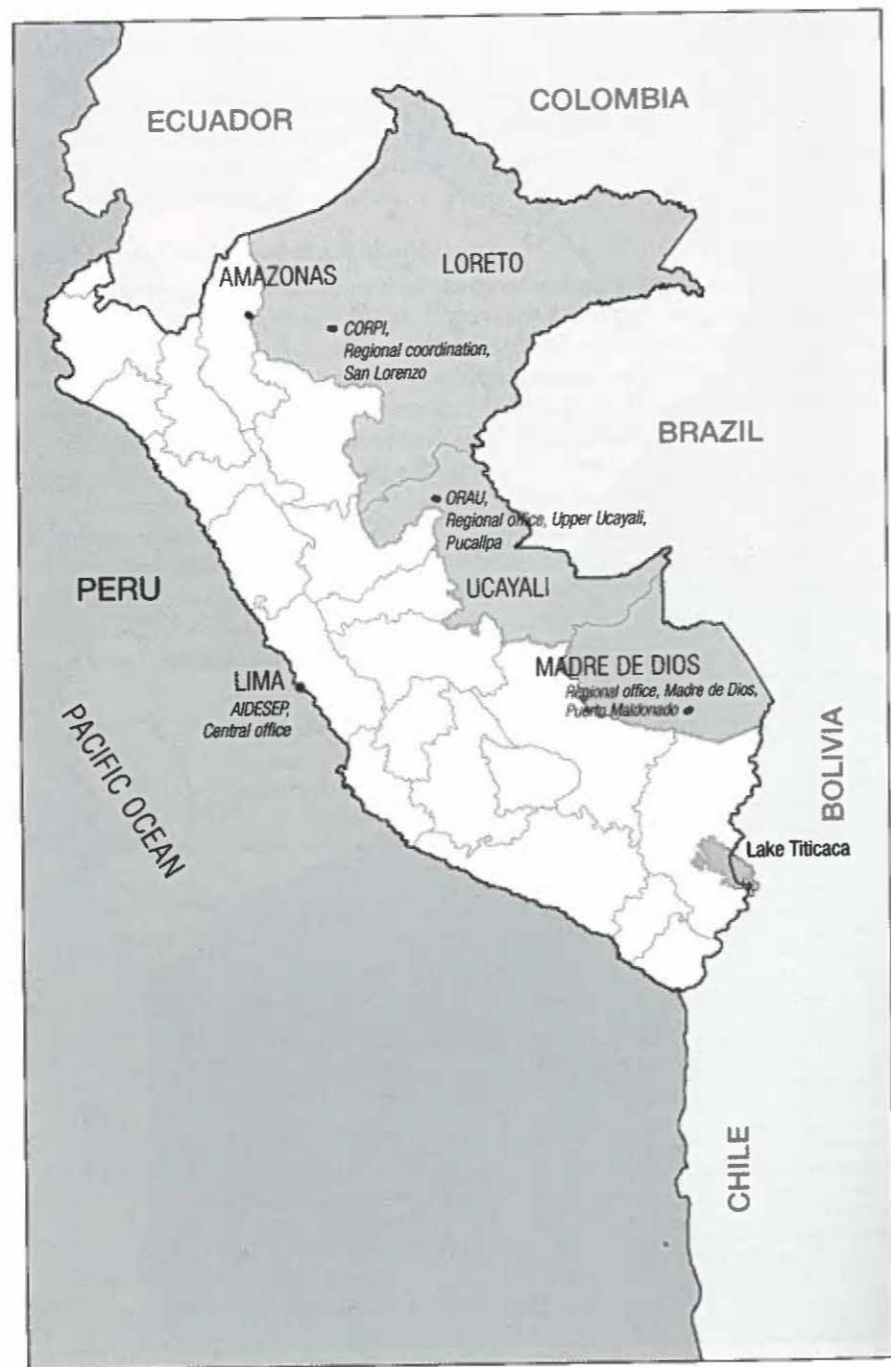 ECUADOR
COLOMBIA
AMAZONAS
LORETO
CORPI,
Regional coordination,
San Lorenzo
BRAZIL
ORAU,
Regional office, Upper Ucayali,
Pucallpa
PERU
UCAYALI
LIMA
AIDESEP,
Central office
MADRE DE DIOS
Regional office, Madre de Dios,
Puerto Maldonado
PACIFIC OCEAN
BOLIVIA
Lake Titicaca
CHILE